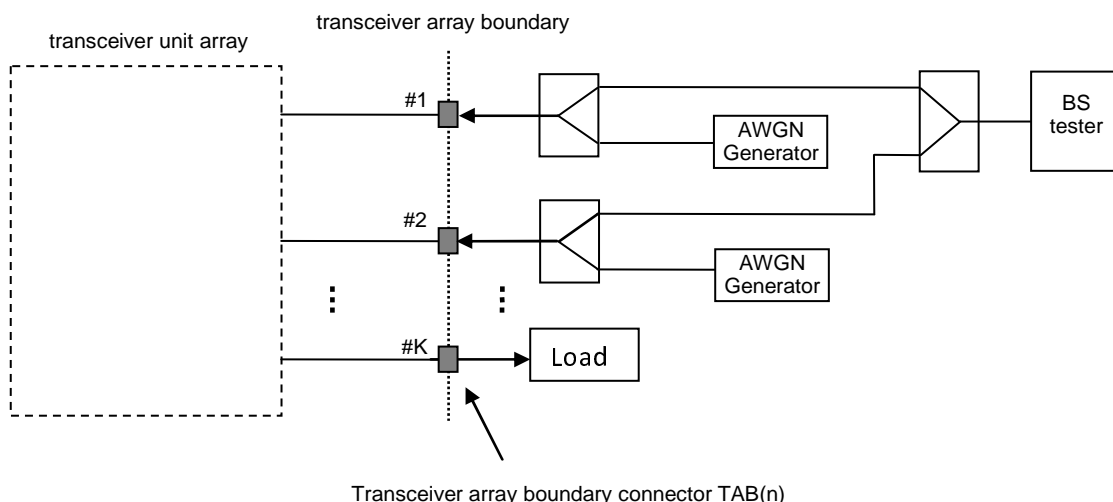 transceiver array boundary
transceiver unit array
#1
BS
tester
AWGN
Generator
#2
AWGN
Generator
#K
Load
Transceiver array boundary connector TAB(n)